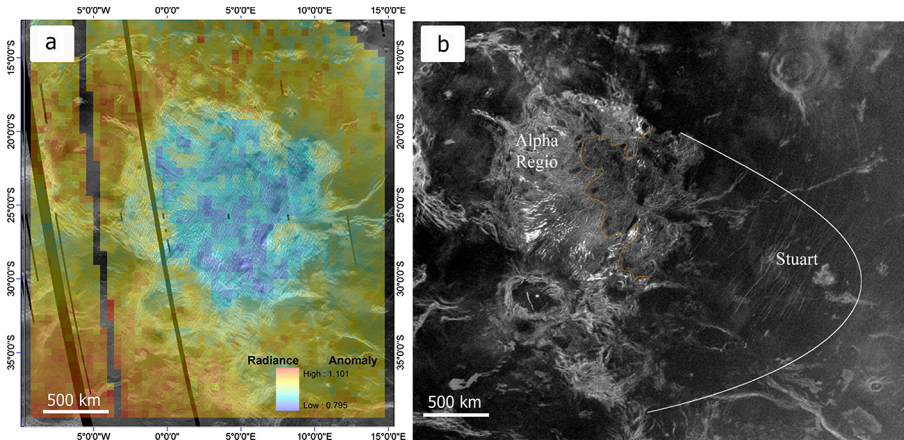 a
5°0'0"W 0°0'0" 5°0'0"E 10°0'0"E 15°0'0"E
15°0'0"S
20°0'0"S
25°0'0"S
30°0'0"S
35°0'0"S
Radiance Anomaly
High : 1.101
Low : 0.795
500 km
5°0'0"W 0°0'0" 5°0'0"E 10°0'0"E 15°0'0"E
15°0'0"S
20°0'0"S
25°0'0"S
30°0'0"S
35°0'0"S
b
Alpha
Regio
Stuart
500 km